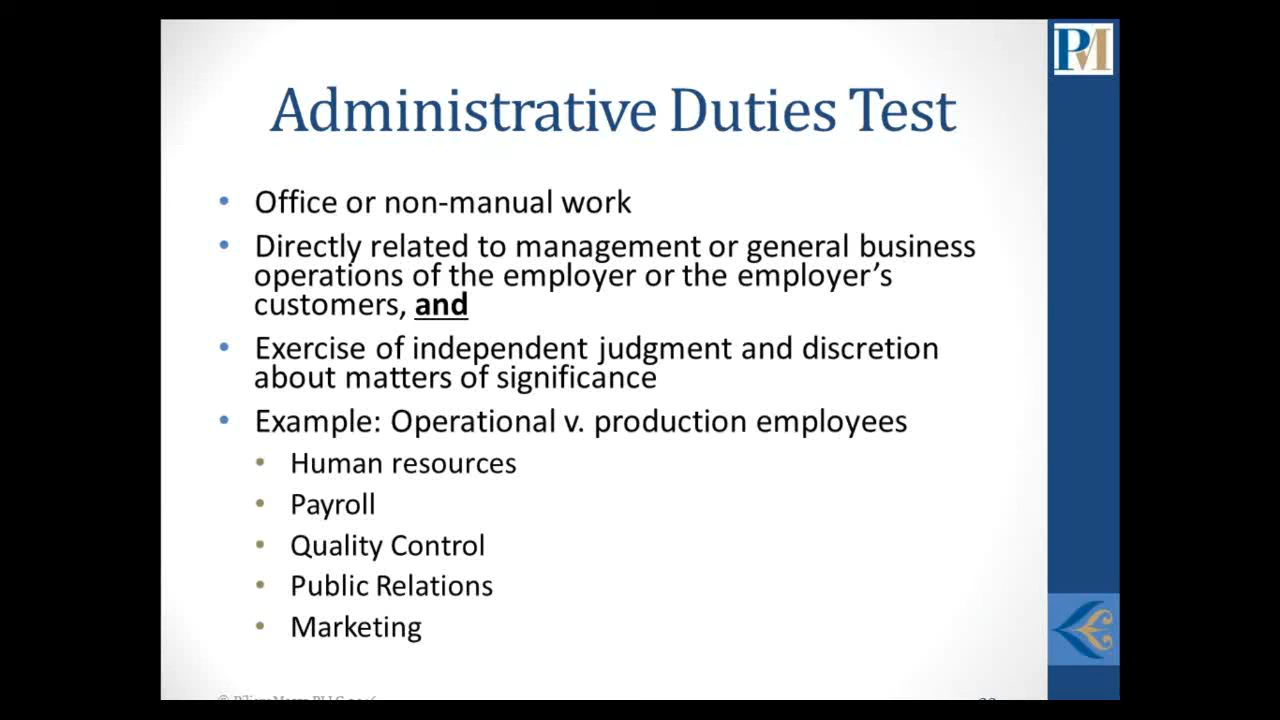 PM
Administrative Duties Test
• Office or non-manual work
• Directly related to management or general business
operations of the employer or the employer's
customers, and
• Exercise of independent judgment and discretion
about matters of significance
• Example: Operational v. production employees
• Human resources
• Payroll
• Quality Control
• Public Relations
• Marketing